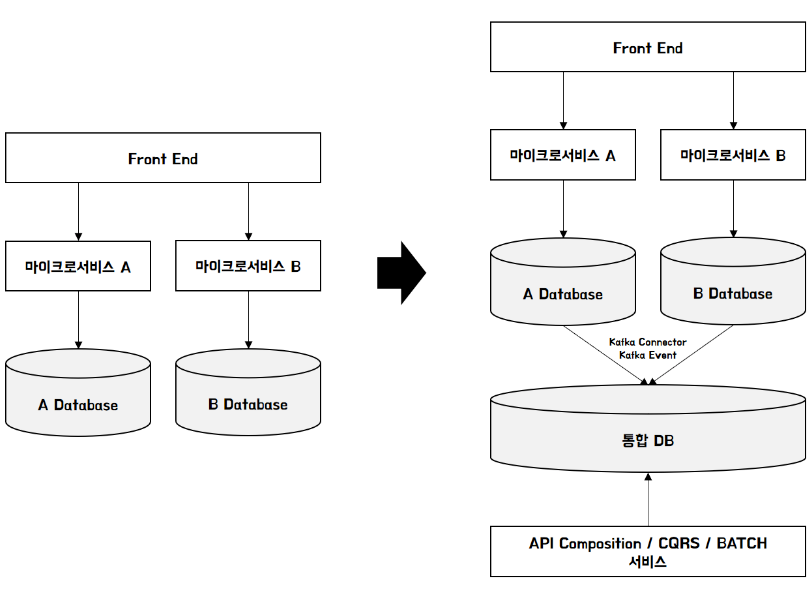 Front End
마이크로서비스 A
마이크로서비스 B
A Database
B Database
Front End
마이크로서비스 A
마이크로서비스 B
A Database
B Database
Kafka Connector
Kafka Event
통합 DB
API Composition / CQRS / BATCH
서비스